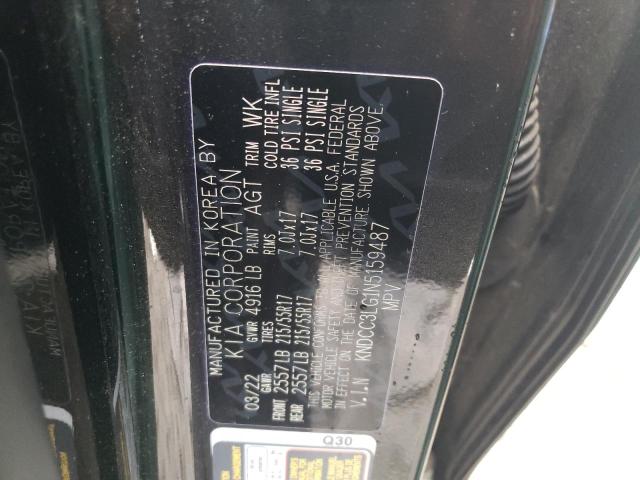 MANUFACTURED IN KOREA BY
KIA CORPORATION
03/22 GVWR 4916 LB PAINT AGT TRIM WK
GAWR TIRES RIMS COLD TIRE INFL
FRONT 2557LB 215/55R17 7.0Jx17 36 PSI SINGLE
REAR 2557LB 215/55R17 7.0Jx17 36 PSI SINGLE
THIS VEHICLE CONFORMS TO ALL APPLICABLE U.S.A. FEDERAL
MOTOR VEHICLE SAFETY AND THEFT PREVENTION STANDARDS
IN EFFECT ON THE DATE OF MANUFACTURE SHOWN ABOVE.
V.I.N KNDCC3LG1N5159487
MPV
Q30